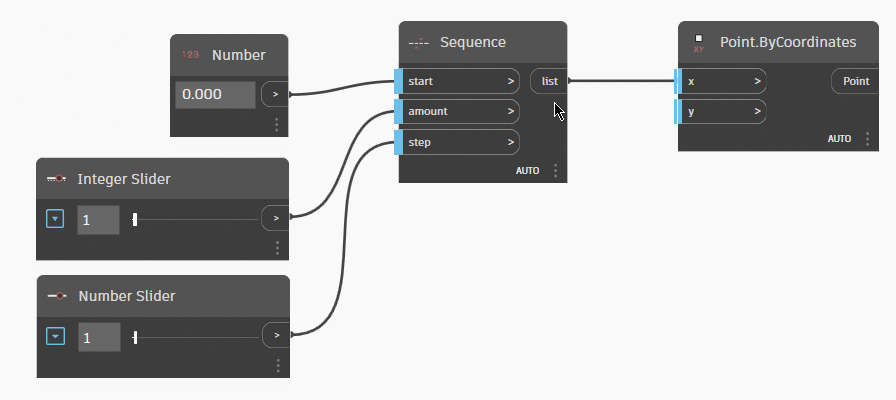 123 Number
0.000 >
Integer Slider
1 >
Number Slider
1 >
Sequence
start > list
amount >
step >
AUTO
XY Point.ByCoordinates
x > Point
y >
AUTO